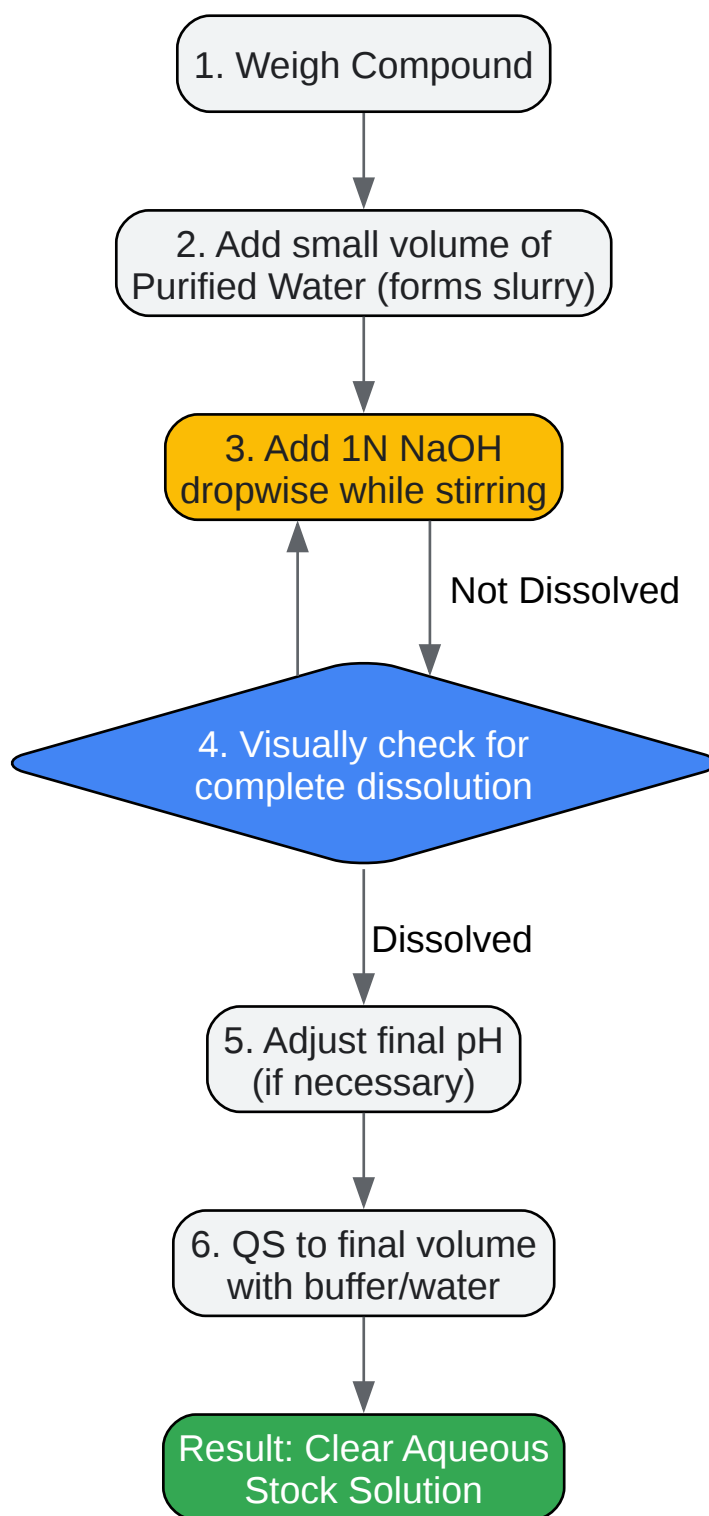 1. Weigh Compound
2. Add small volume of
Purified Water (forms slurry)
3. Add 1N NaOH
dropwise while stirring
Not Dissolved
4. Visually check for
complete dissolution
Dissolved
5. Adjust final pH
(if necessary)
6. QS to final volume
with buffer/water
Result: Clear Aqueous
Stock Solution